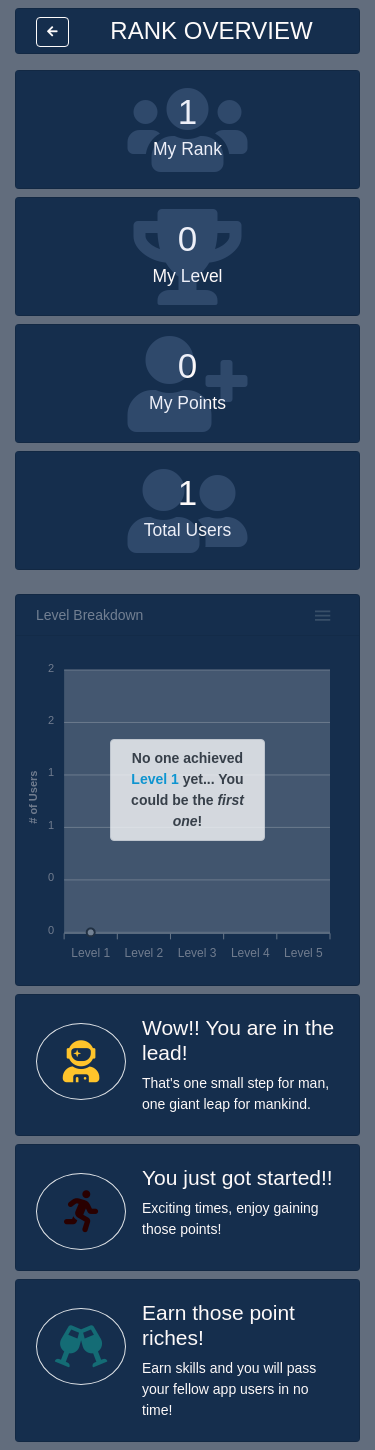 RANK OVERVIEW
1
My Rank
0
My Level
0
My Points
1
Total Users
Level Breakdown
2
2
1
1
0
0
# of Users
No one achieved
Level 1 yet... You
could be the first
one!
Level 1 Level 2 Level 3 Level 4 Level 5
Wow!! You are in the
lead!
That's one small step for man,
one giant leap for mankind.
You just got started!!
Exciting times, enjoy gaining
those points!
Earn those point
riches!
Earn skills and you will pass
your fellow app users in no
time!